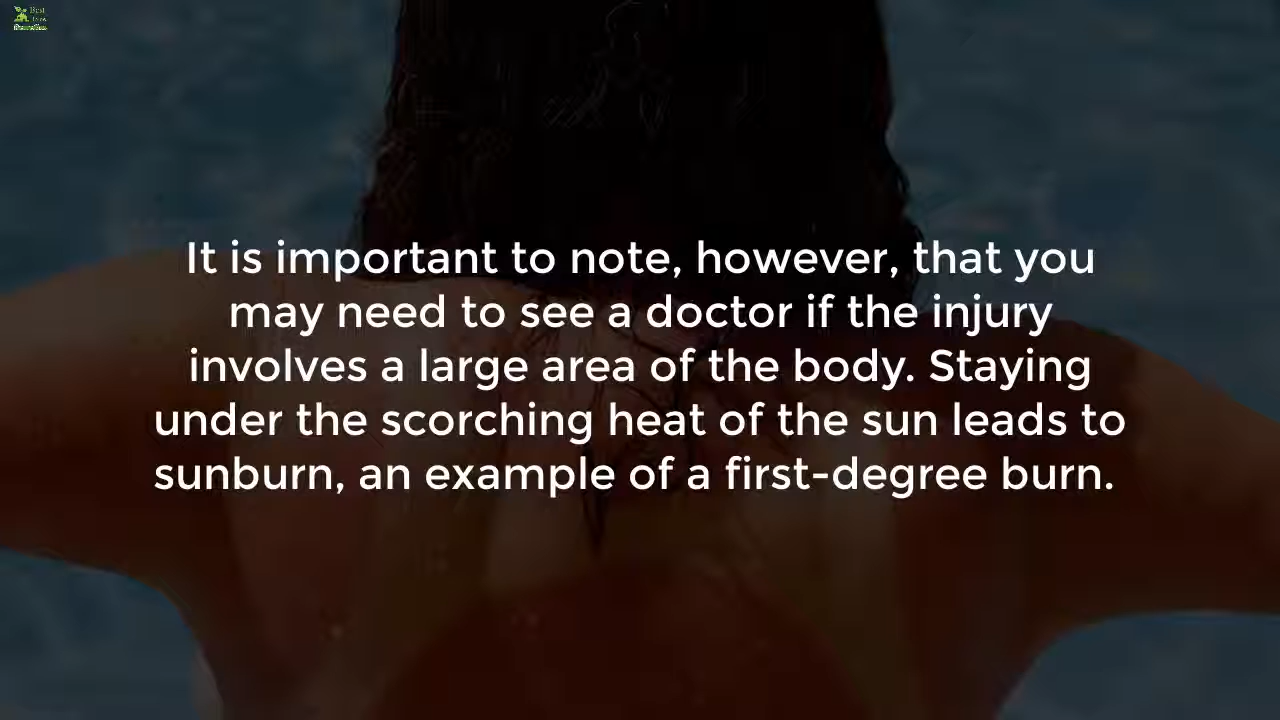 Best
It is important to note, however, that you
may need to see a doctor if the injury
involves a large area of the body. Staying
under the scorching heat of the sun leads to
sunburn, an example of a first-degree burn.